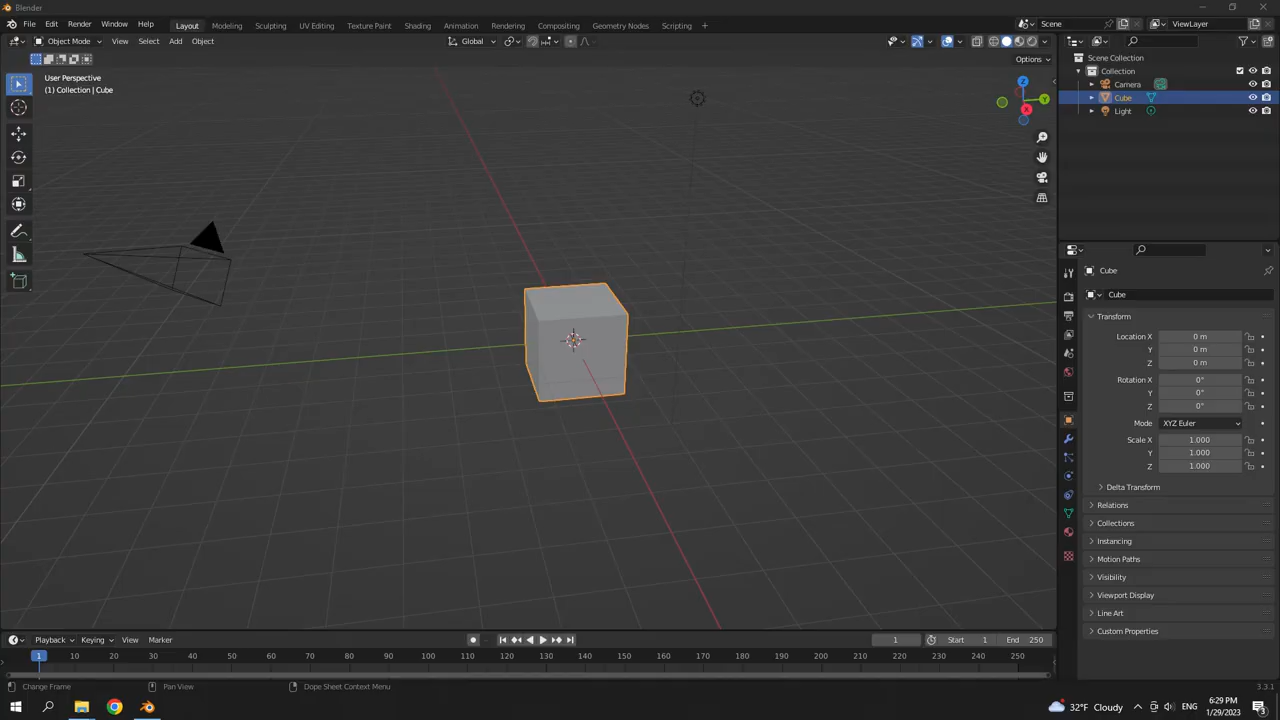 Blender
File Edit Render Window Help Layout Modeling Sculpting UV Editing Texture Paint Shading Animation Rendering Compositing Geometry Nodes Scripting + Scene ViewLayer
Object Mode View Select Add Object Global
Options
User Perspective
(1) Collection | Cube
Scene Collection
Collection
Camera
Cube
Light
Z
Y
X
Cube
Cube
Transform
Location X 0 m
Y 0 m
Z 0 m
Rotation X 0°
Y 0°
Z 0°
Mode XYZ Euler
Scale X 1.000
Y 1.000
Z 1.000
Delta Transform
Relations
Collections
Instancing
Motion Paths
Visibility
Viewport Display
Line Art
Custom Properties
Playback Keying View Marker 1 Start 1 End 250
1 10 20 30 40 50 60 70 80 90 100 110 120 130 140 150 160 170 180 190 200 210 220 230 240 250
Change Frame Pan View Dope Sheet Context Menu 3.3.1
32°F Cloudy ENG 6:29 PM
1/29/2023
3